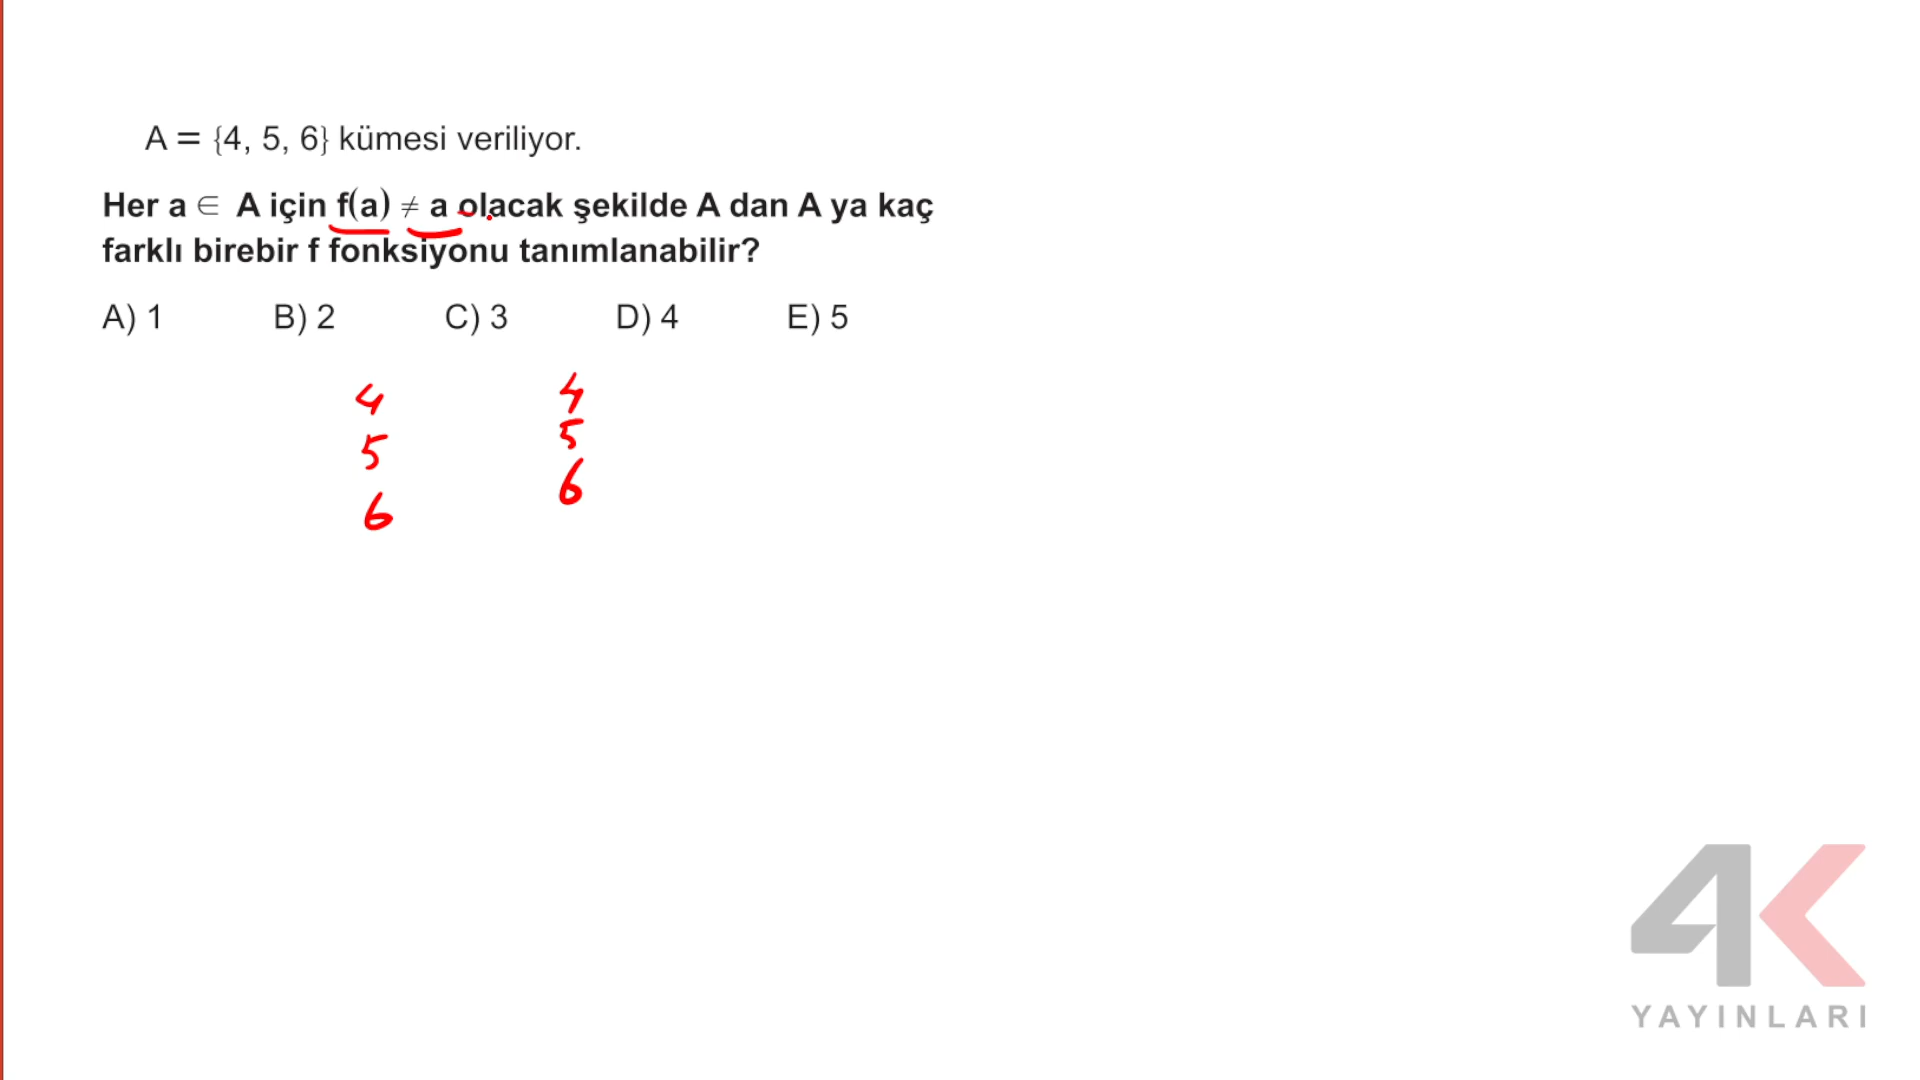 A = {4, 5, 6} kümesi veriliyor.
Her a ∈ A için f(a) ≠ a olacak şekilde A dan A ya kaç
farklı birebir f fonksiyonu tanımlanabilir?
A) 1 B) 2 C) 3 D) 4 E) 5
4 4
5 5
6 6
4K
YAYINLARI